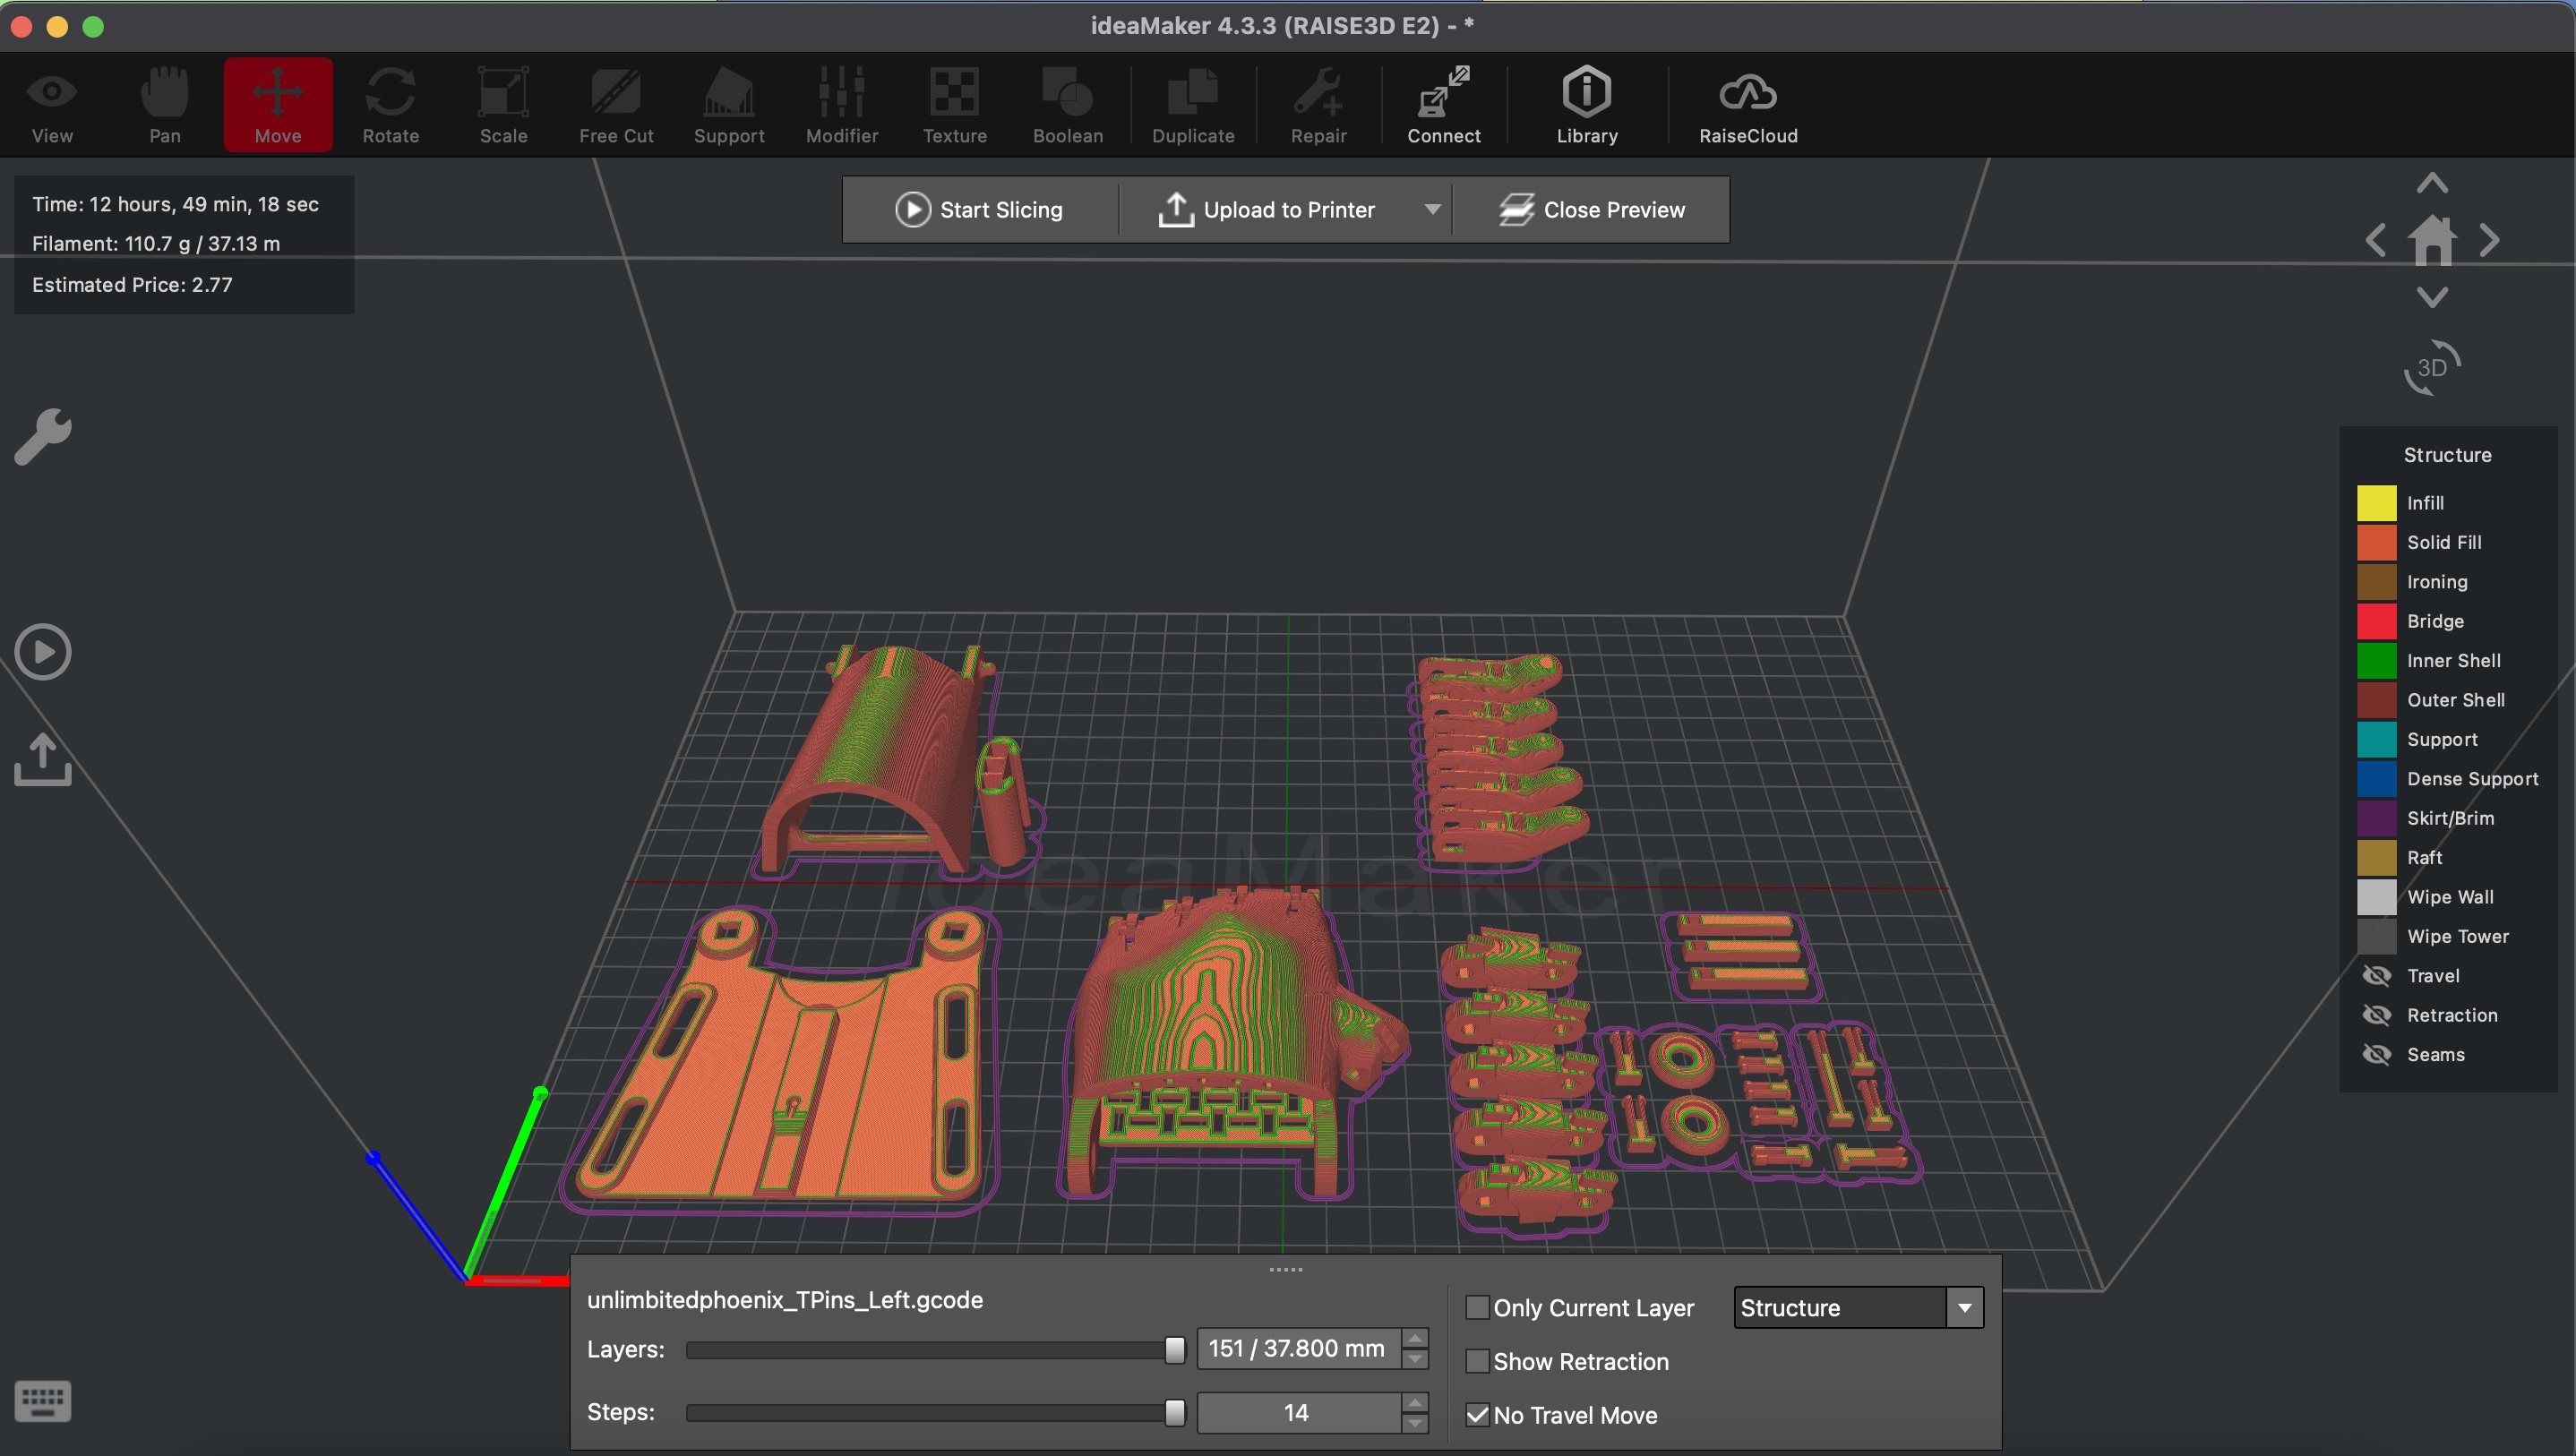 ideaMaker 4.3.3 (RAISE3D E2) - *
View
Pan
Move
Rotate
Scale
Free Cut
Support
Modifier
Texture
Boolean
Duplicate
Repair
Connect
Library
RaiseCloud
Time: 12 hours, 49 min, 18 sec
Filament: 110.7 g / 37.13 m
Estimated Price: 2.77
Start Slicing
Upload to Printer
Close Preview
3D
Structure
Infill
Solid Fill
Ironing
Bridge
Inner Shell
Outer Shell
Support
Dense Support
Skirt/Brim
Raft
Wipe Wall
Wipe Tower
Travel
Retraction
Seams
ideaMaker
unlimbitedphoenix_TPins_Left.gcode
Layers: 151 / 37.800 mm
Steps: 14
Only Current Layer
Structure
Show Retraction
No Travel Move